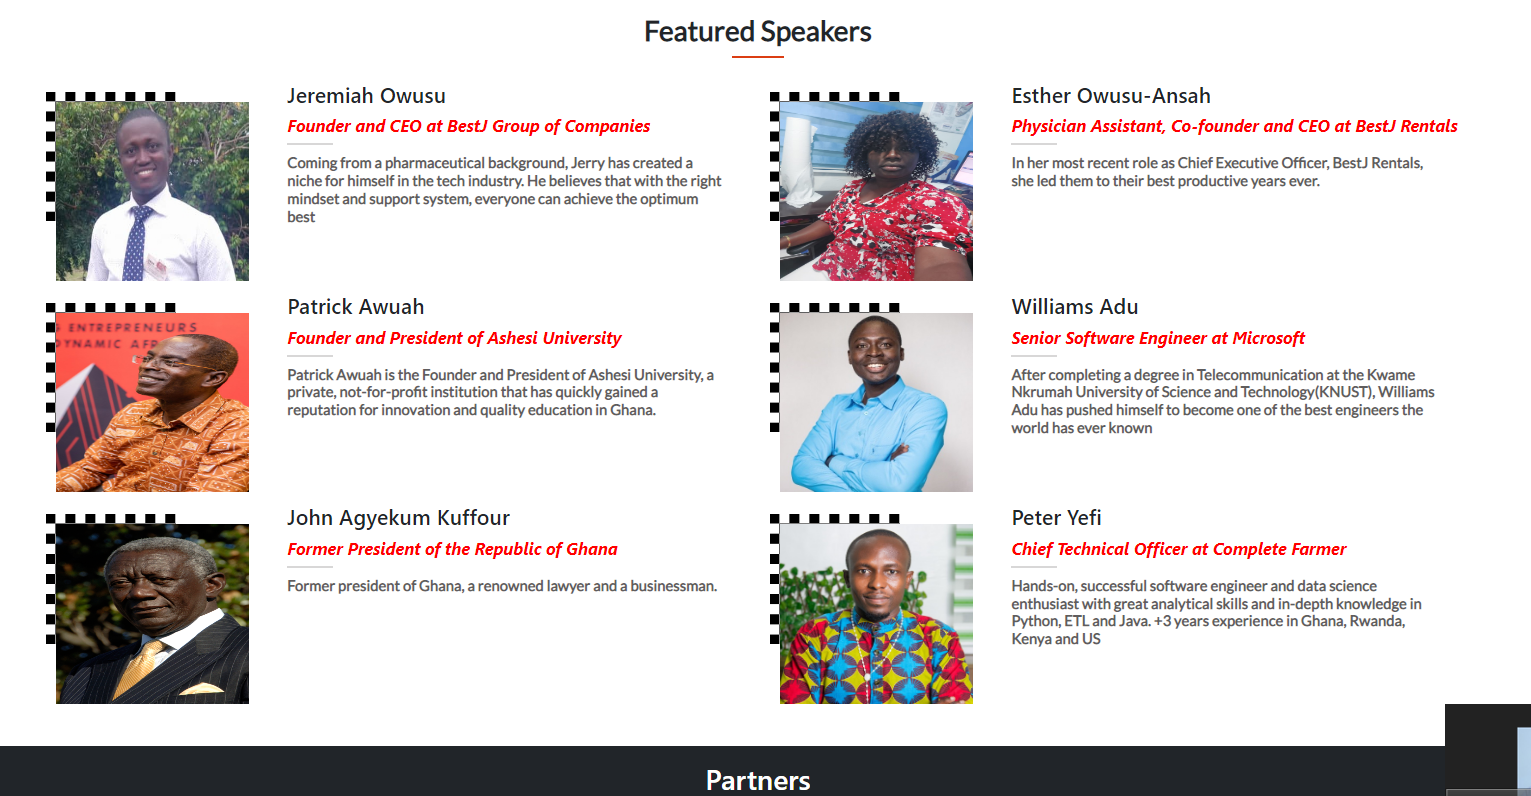 Featured Speakers
Jeremiah Owusu
Founder and CEO at BestJ Group of Companies
Coming from a pharmaceutical background, Jerry has created a
niche for himself in the tech industry. He believes that with the right
mindset and support system, everyone can achieve the optimum
best
Esther Owusu-Ansah
Physician Assistant, Co-founder and CEO at BestJ Rentals
In her most recent role as Chief Executive Officer, BestJ Rentals,
she led them to their best productive years ever.
ENTREPRENEURS
DYNAMIC
Patrick Awuah
Founder and President of Ashesi University
Patrick Awuah is the Founder and President of Ashesi University, a
private, not-for-profit institution that has quickly gained a
reputation for innovation and quality education in Ghana.
Williams Adu
Senior Software Engineer at Microsoft
After completing a degree in Telecommunication at the Kwame
Nkrumah University of Science and Technology(KNUST), Williams
Adu has pushed himself to become one of the best engineers the
world has ever known
John Agyekum Kuffour
Former President of the Republic of Ghana
Former president of Ghana, a renowned lawyer and a businessman.
Peter Yefi
Chief Technical Officer at Complete Farmer
Hands-on, successful software engineer and data science
enthusiast with great analytical skills and in-depth knowledge in
Python, ETL and Java. +3 years experience in Ghana, Rwanda,
Kenya and US
Partners